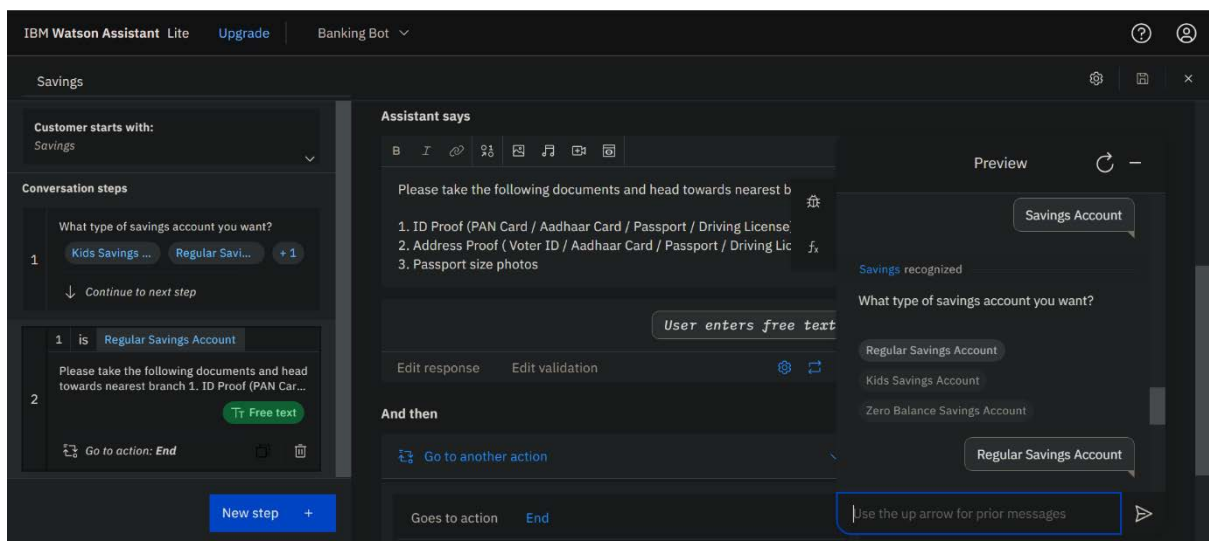 IBM Watson Assistant Lite Upgrade Banking Bot
Savings
Customer starts with:
Savings
Conversation steps
1
What type of savings account you want?
Kids Savings ... Regular Savi... + 1
Continue to next step
2
1 is Regular Savings Account
Please take the following documents and head
towards nearest branch 1. ID Proof (PAN Car...
Free text
Go to action: End
New step +
Assistant says
B I
Please take the following documents and head towards nearest b
1. ID Proof (PAN Card / Aadhaar Card / Passport / Driving License)
2. Address Proof ( Voter ID / Aadhaar Card / Passport / Driving Lic
3. Passport size photos
User enters free text
Edit response Edit validation
And then
Go to another action
Goes to action End
Preview
Savings Account
Savings recognized
What type of savings account you want?
Regular Savings Account
Kids Savings Account
Zero Balance Savings Account
Regular Savings Account
Use the up arrow for prior messages